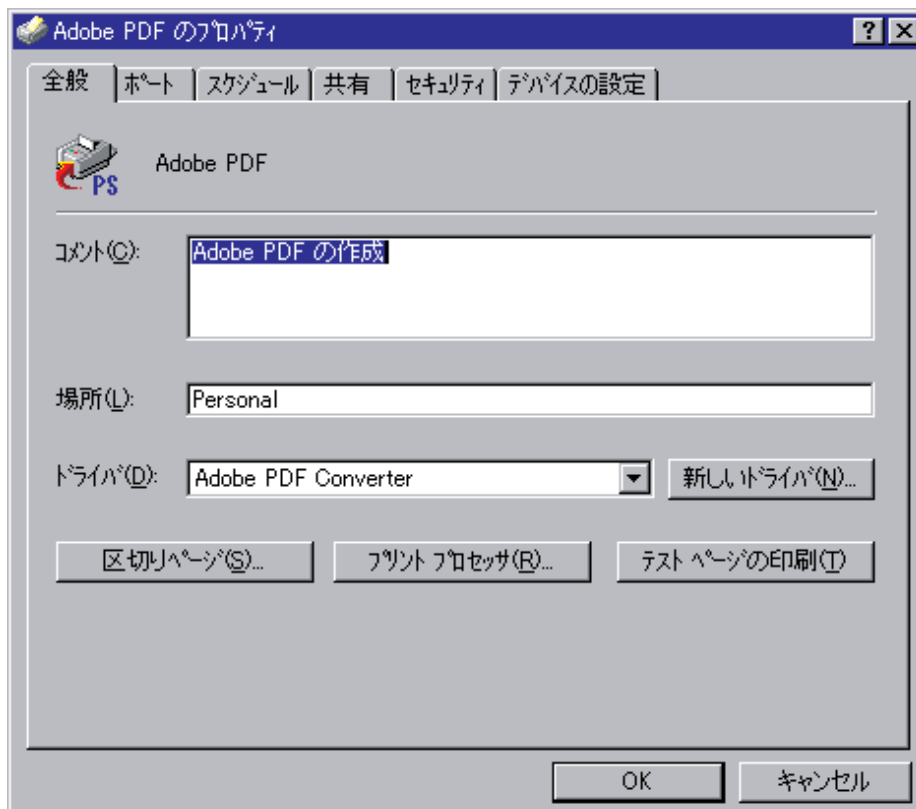 Adobe PDF のプロパティ
全般 ポート スケジュール 共有 セキュリティ デバイスの設定
PS Adobe PDF
コメント(C): Adobe PDF の作成
場所(L): Personal
ドライバ(D): Adobe PDF Converter 新しいドライバ(N)...
区切りページ(S)... プリント プロセッサ(R)... テスト ページの印刷(T)
OK キャンセル